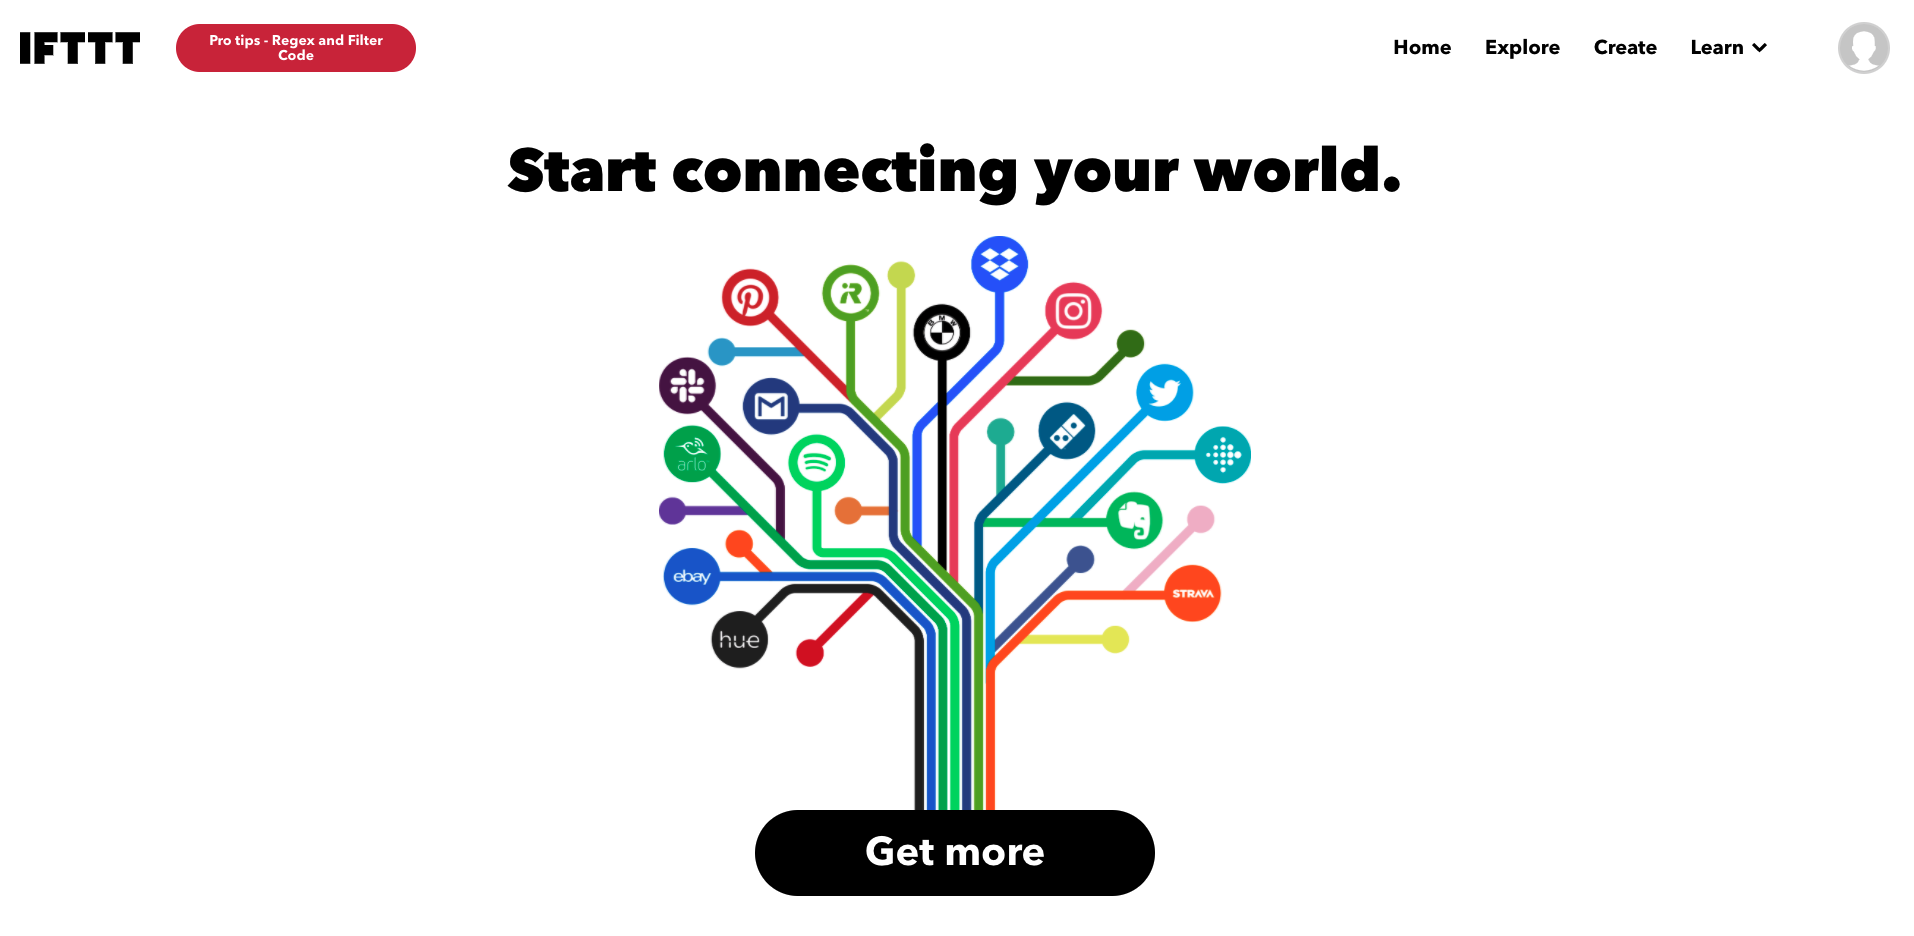 IFTTT
Pro tips - Regex and Filter
Code
Home
Explore
Create
Learn
Start connecting your world.
BMW
arlo
ebay
STRAVA
hue
Get more